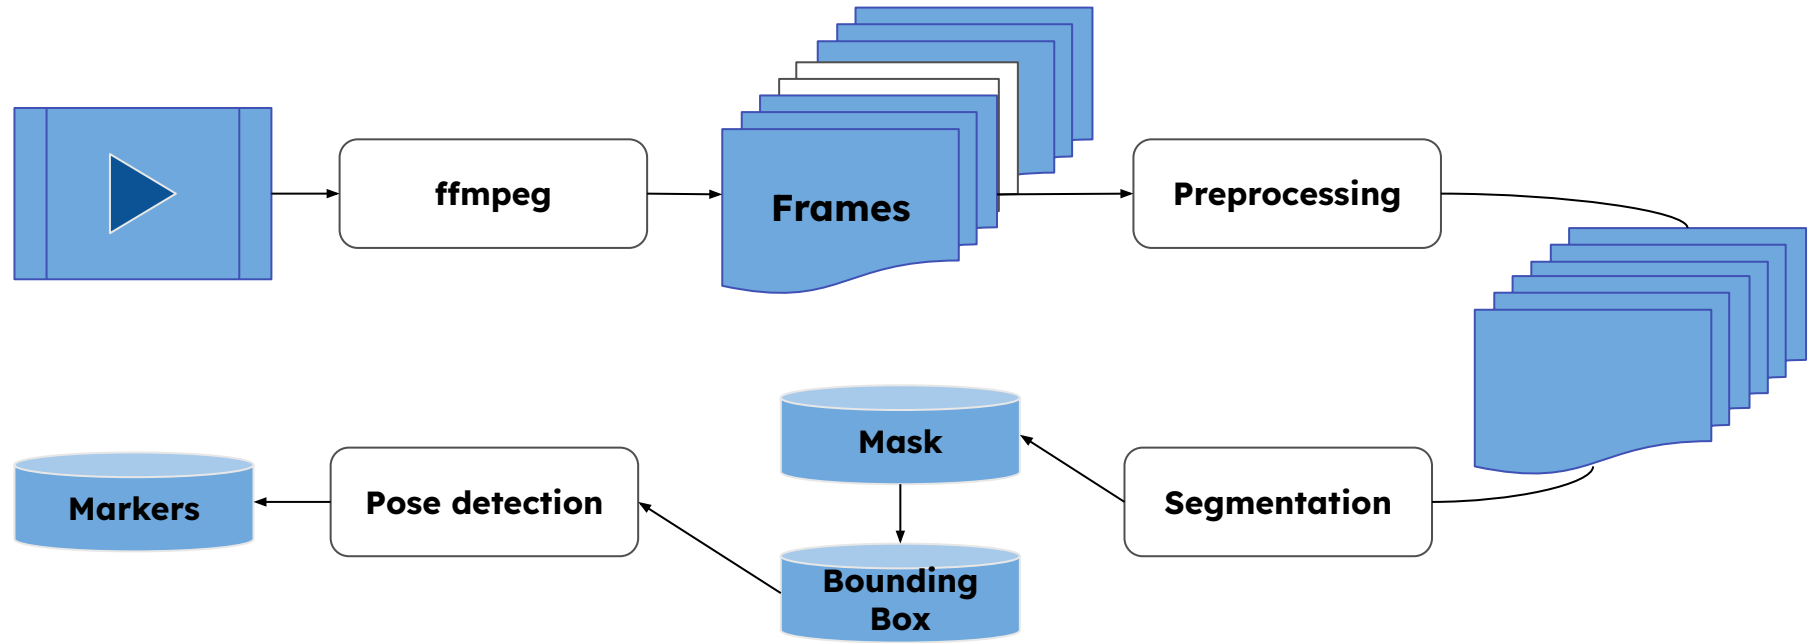 ffmpeg
Frames
Preprocessing
Segmentation
Mask
Bounding
Box
Pose detection
Markers